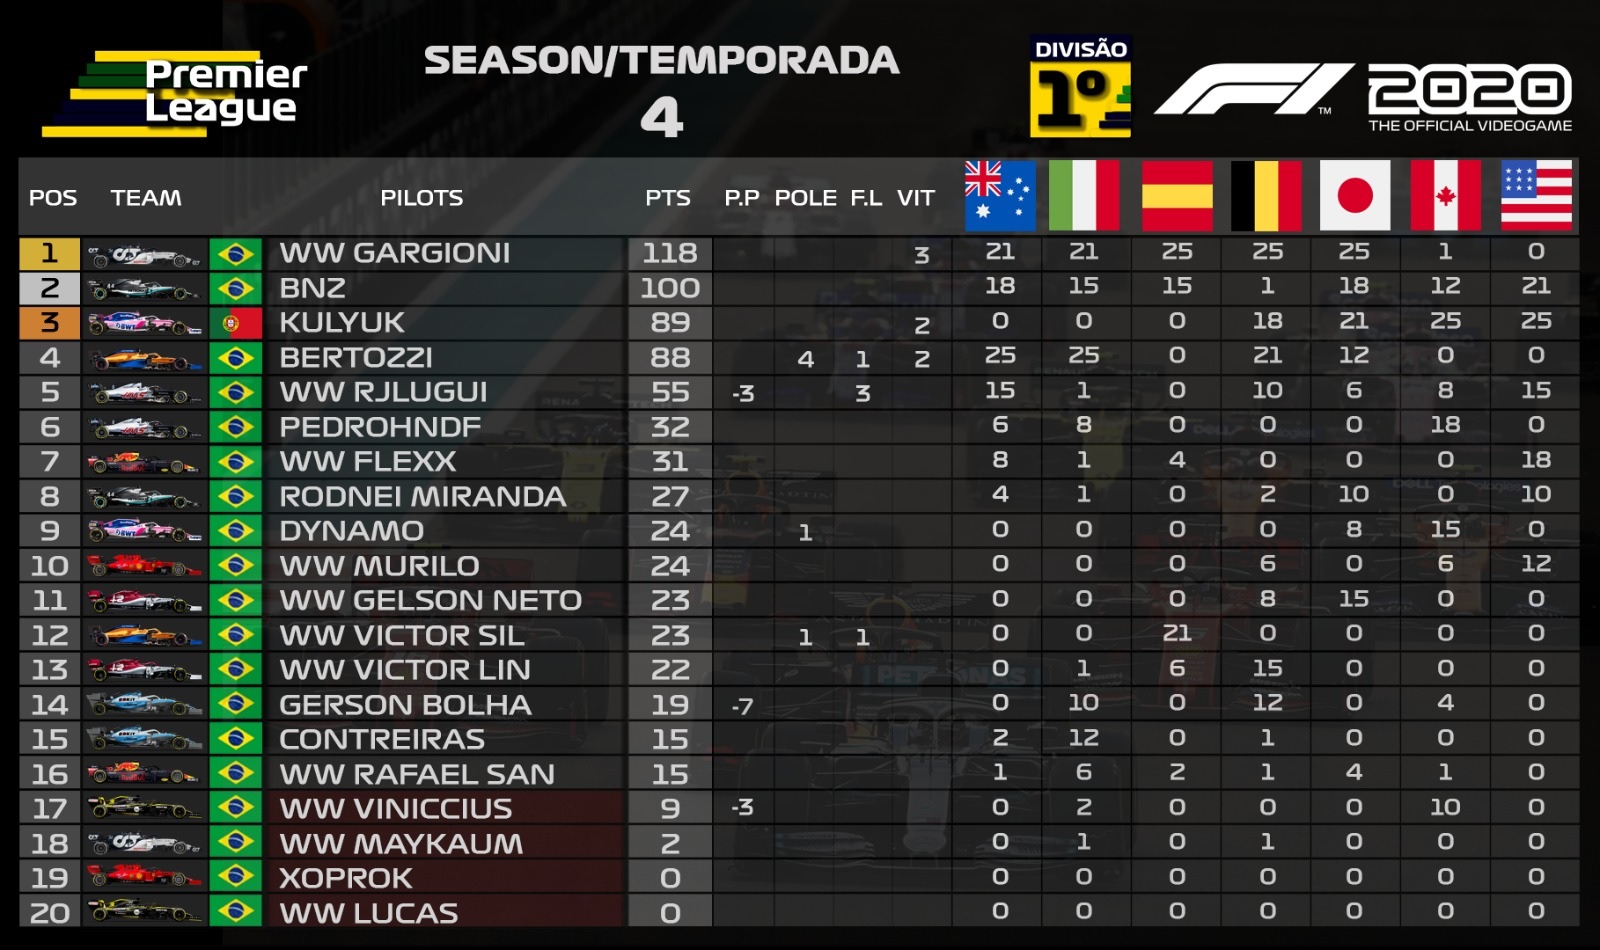 Premier
League
SEASON/TEMPORADA
4
DIVISÃO
1º
F1 TM 2020
THE OFFICIAL VIDEOGAME
POS TEAM PILOTS PTS P.P POLE F.L VIT
1 WW GARGIONI 118 3 21 21 25 25 25 1 0
2 BNZ 100 18 15 15 1 18 12 21
3 KULYUK 89 2 0 0 0 18 21 25 25
4 BERTOZZI 88 4 1 2 25 25 0 21 12 0 0
5 WW RJLUGUI 55 -3 3 15 1 0 10 6 8 15
6 PEDROHNDF 32 6 8 0 0 0 18 0
7 WW FLEXX 31 8 1 4 0 0 0 18
8 RODNEI MIRANDA 27 4 1 0 2 10 0 10
9 DYNAMO 24 1 0 0 0 0 8 15 0
10 WW MURILO 24 0 0 0 6 0 6 12
11 WW GELSON NETO 23 0 0 0 8 15 0 0
12 WW VICTOR SIL 23 1 1 0 0 21 0 0 0 0
13 WW VICTOR LIN 22 0 1 6 15 0 0 0
14 GERSON BOLHA 19 -7 0 10 0 12 0 4 0
15 CONTREIRAS 15 2 12 0 1 0 0 0
16 WW RAFAEL SAN 15 1 6 2 1 4 1 0
17 WW VINICCIUS 9 -3 0 2 0 0 0 10 0
18 WW MAYKAUM 2 0 1 0 1 0 0 0
19 XOPROK 0 0 0 0 0 0 0 0
20 WW LUCAS 0 0 0 0 0 0 0 0